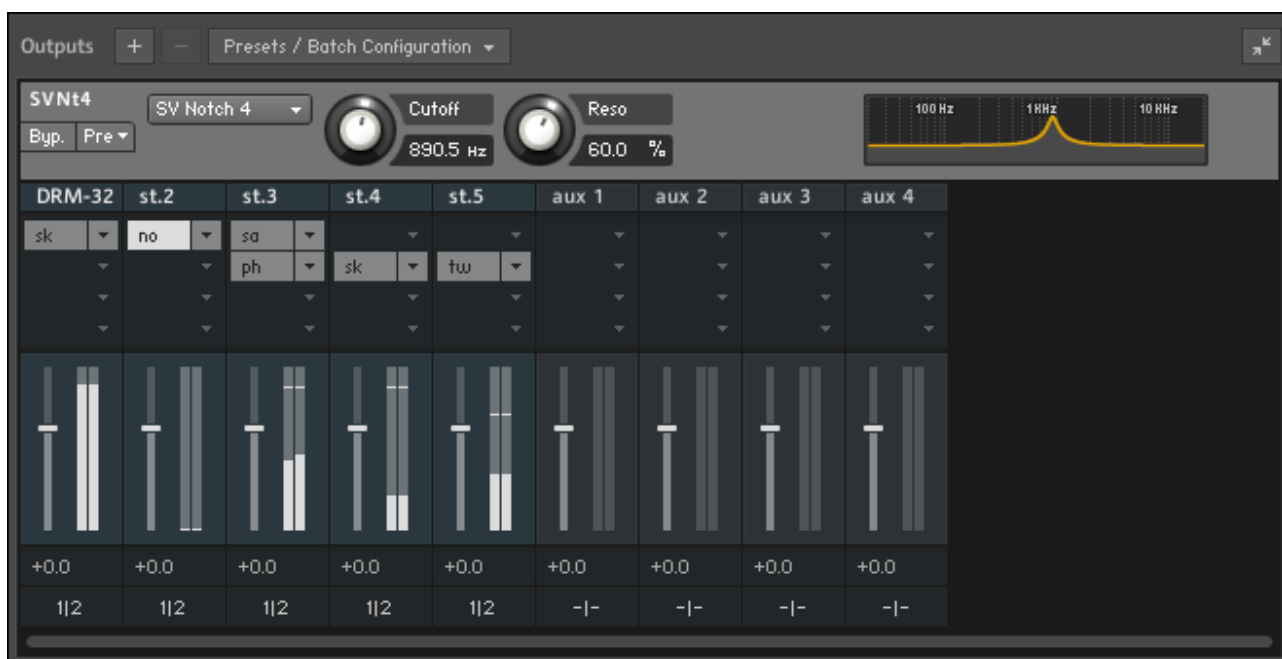 Outputs + − Presets / Batch Configuration
SVNt4 SV Notch 4 Cutoff Reso 100 Hz 1 KHz 10 KHz
Byp. Pre 890.5 Hz 60.0 %
DRM-32 st.2 st.3 st.4 st.5 aux 1 aux 2 aux 3 aux 4
sk no sa
ph sk tw
+0.0 +0.0 +0.0 +0.0 +0.0 +0.0 +0.0 +0.0 +0.0
1|2 1|2 1|2 1|2 1|2 -|- -|- -|- -|-